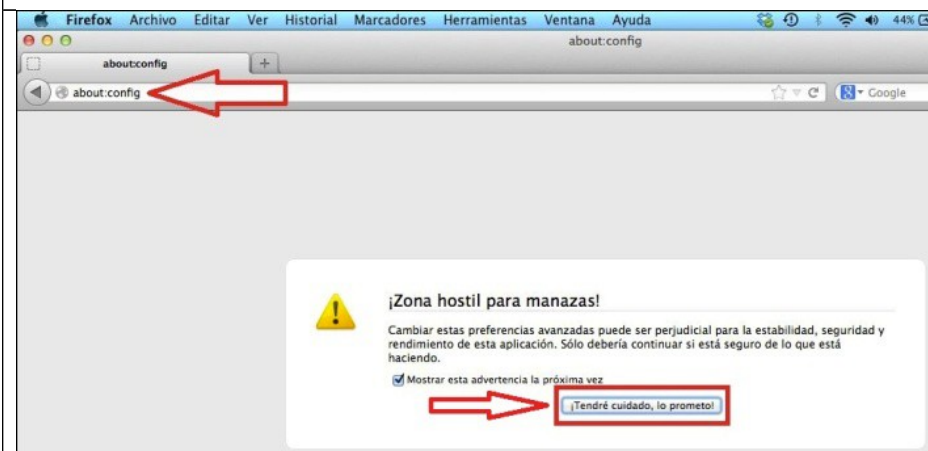 Firefox Archivo Editar Ver Historial Marcadores Herramientas Ventana Ayuda 44%
about:config
about:config
about:config Google
¡Zona hostil para manazas!
Cambiar estas preferencias avanzadas puede ser perjudicial para la estabilidad, seguridad y
rendimiento de esta aplicación. Sólo debería continuar si está seguro de lo que está
haciendo.
Mostrar esta advertencia la próxima vez
¡Tendré cuidado, lo prometo!